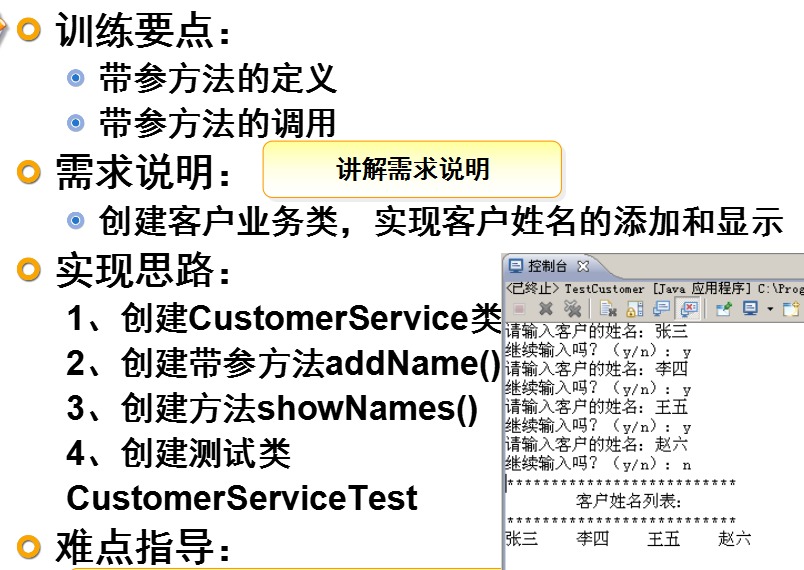 训练要点：
带参方法的定义
带参方法的调用
需求说明：
讲解需求说明
创建客户业务类，实现客户姓名的添加和显示
实现思路：
1、创建CustomerService类
2、创建带参方法addName()
3、创建方法showNames()
4、创建测试类
CustomerServiceTest
难点指导：
控制台
<已终止> TestCustomer [Java 应用程序] C:\Prog
请输入客户的姓名：张三
继续输入吗？（y/n）：y
请输入客户的姓名：李四
继续输入吗？（y/n）：y
请输入客户的姓名：王五
继续输入吗？（y/n）：y
请输入客户的姓名：赵六
继续输入吗？（y/n）：n
**************************
客户姓名列表：
**************************
张三 李四 王五 赵六